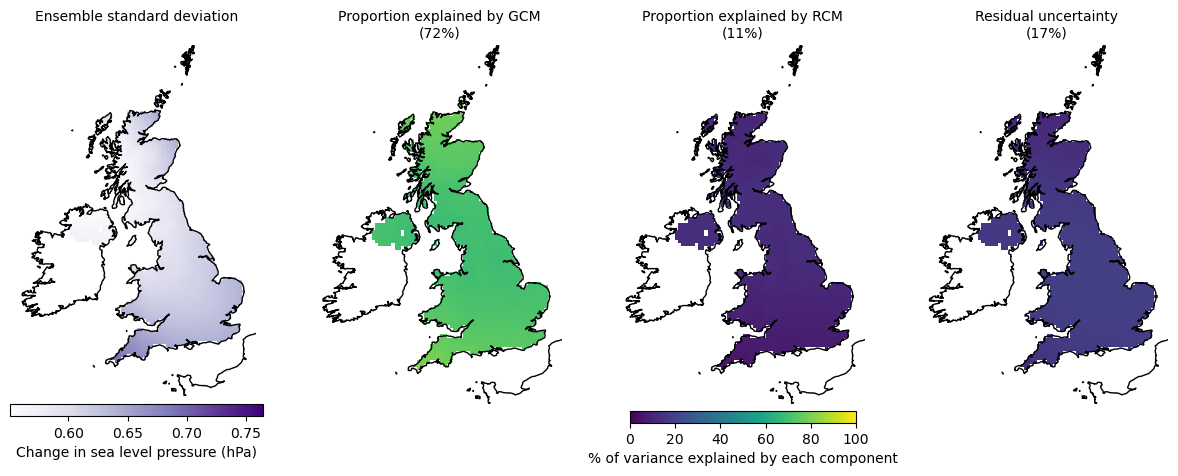 Ensemble standard deviation
Proportion explained by GCM
(72%)
Proportion explained by RCM
(11%)
Residual uncertainty
(17%)
0.60 0.65 0.70 0.75
Change in sea level pressure (hPa)
0 20 40 60 80 100
% of variance explained by each component